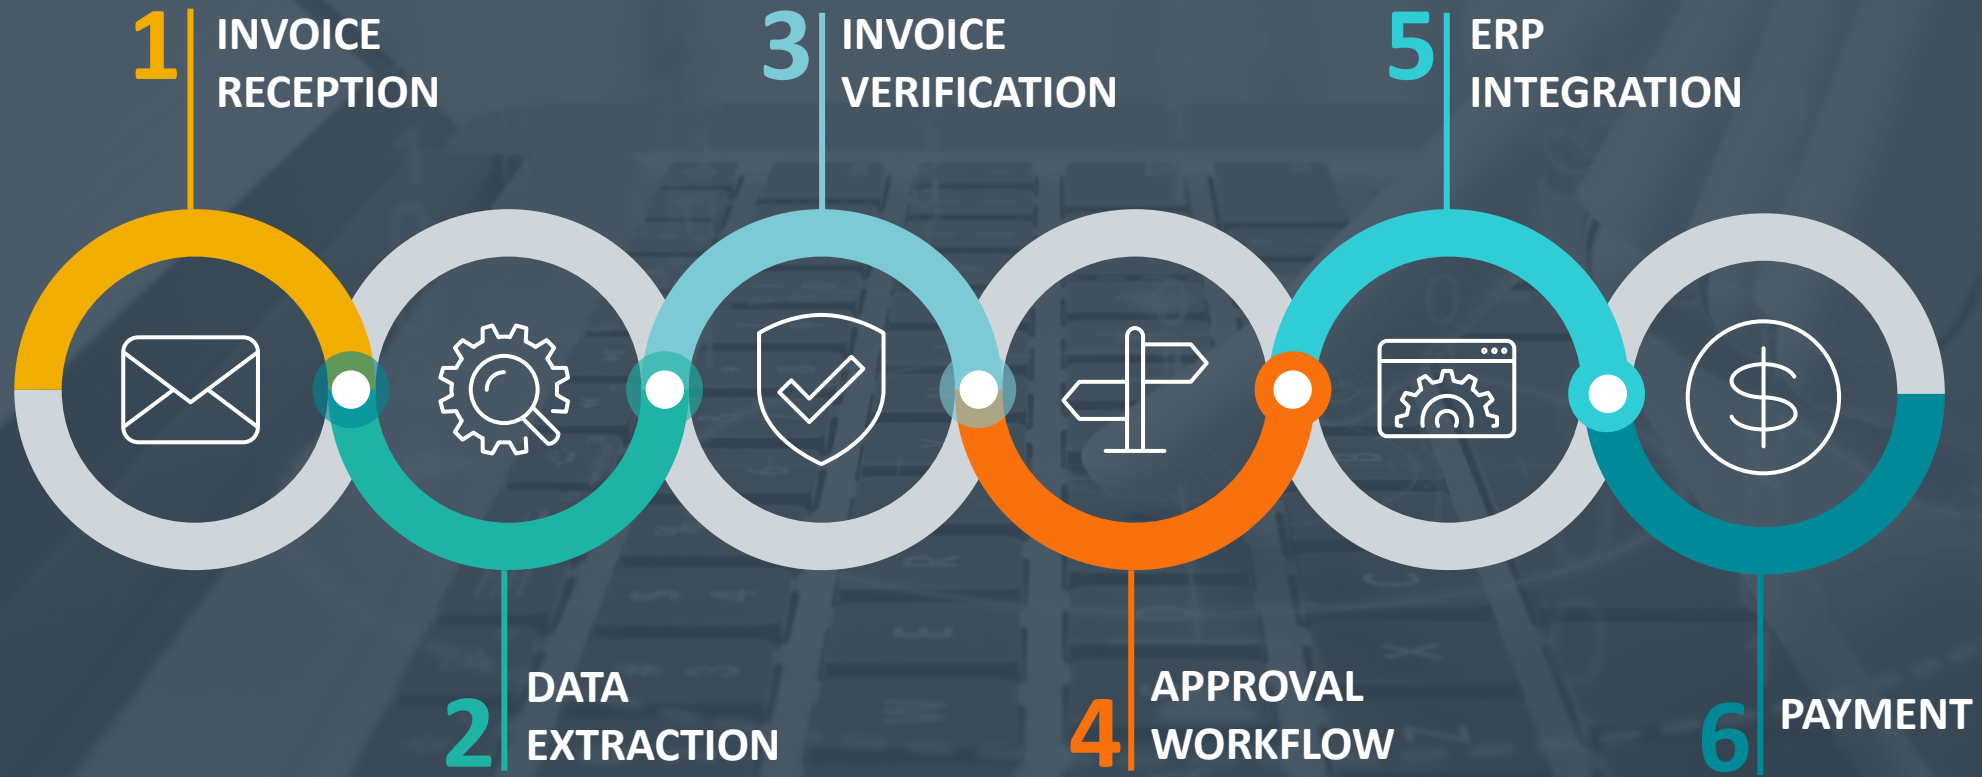 1
INVOICE
RECEPTION
2
DATA
EXTRACTION
3
INVOICE
VERIFICATION
4
APPROVAL
WORKFLOW
5
ERP
INTEGRATION
6
PAYMENT
$